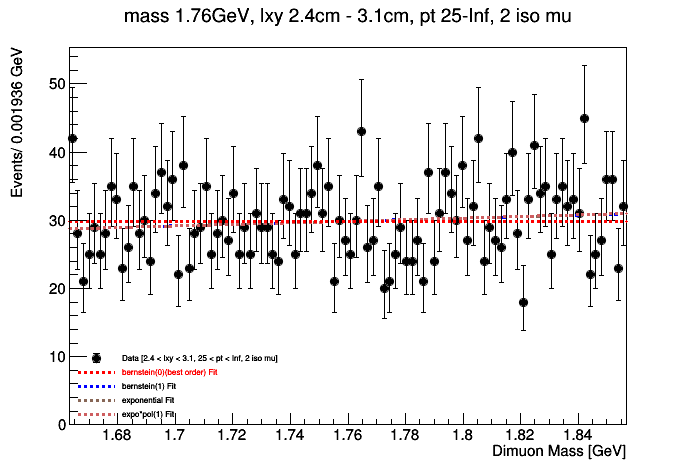 mass 1.76GeV, lxy 2.4cm - 3.1cm, pt 25-Inf, 2 iso mu
Events/ 0.001936 GeV
50
40
30
20
10
0
Data [2.4 < lxy < 3.1, 25 < pt < Inf, 2 iso mu]
bernstein(0)(best order) Fit
bernstein(1) Fit
exponential Fit
expo*pol(1) Fit
1.68 1.7 1.72 1.74 1.76 1.78 1.8 1.82 1.84
Dimuon Mass [GeV]